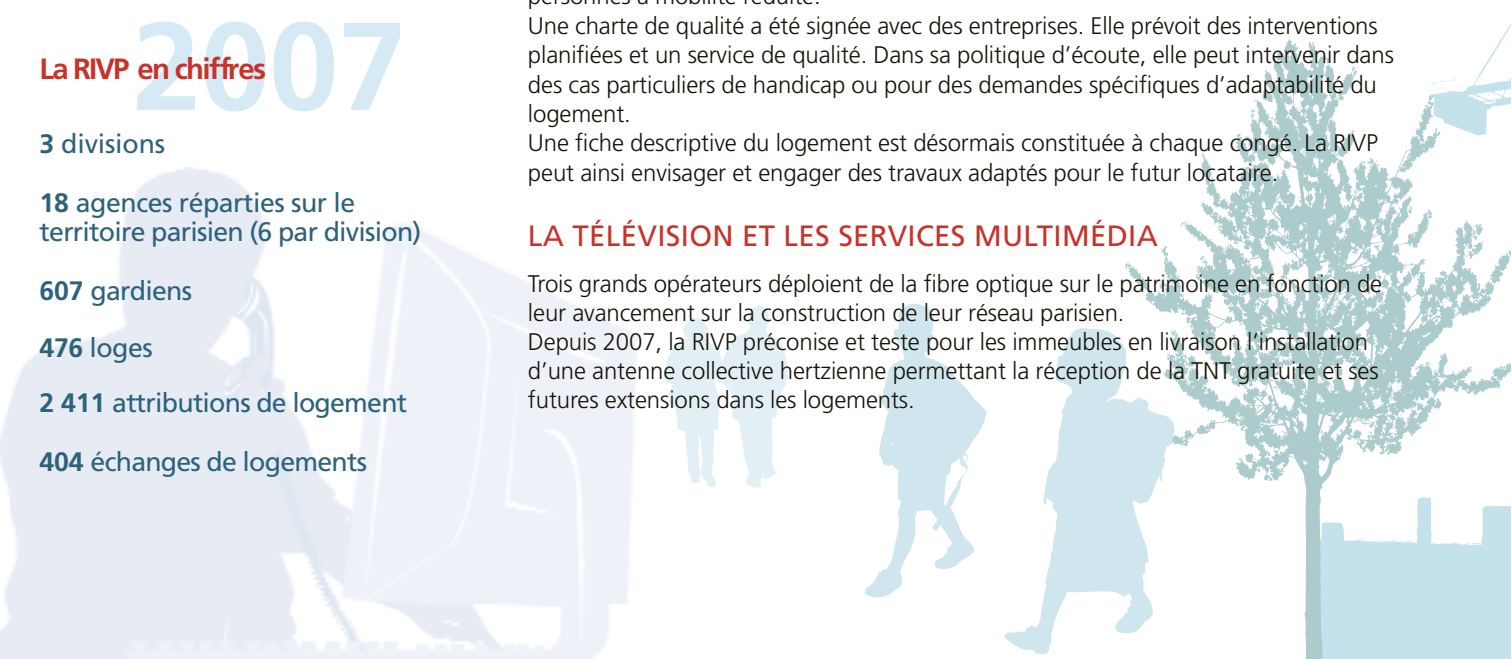 2007
La RIVP en chiffres
3 divisions
18 agences réparties sur le
territoire parisien (6 par division)
607 gardiens
476 loges
2 411 attributions de logement
404 échanges de logements
personnes à mobilité réduite.
Une charte de qualité a été signée avec des entreprises. Elle prévoit des interventions
planifiées et un service de qualité. Dans sa politique d'écoute, elle peut intervenir dans
des cas particuliers de handicap ou pour des demandes spécifiques d'adaptabilité du
logement.
Une fiche descriptive du logement est désormais constituée à chaque congé. La RIVP
peut ainsi envisager et engager des travaux adaptés pour le futur locataire.
LA TÉLÉVISION ET LES SERVICES MULTIMÉDIA
Trois grands opérateurs déploient de la fibre optique sur le patrimoine en fonction de
leur avancement sur la construction de leur réseau parisien.
Depuis 2007, la RIVP préconise et teste pour les immeubles en livraison l'installation
d'une antenne collective hertzienne permettant la réception de la TNT gratuite et ses
futures extensions dans les logements.